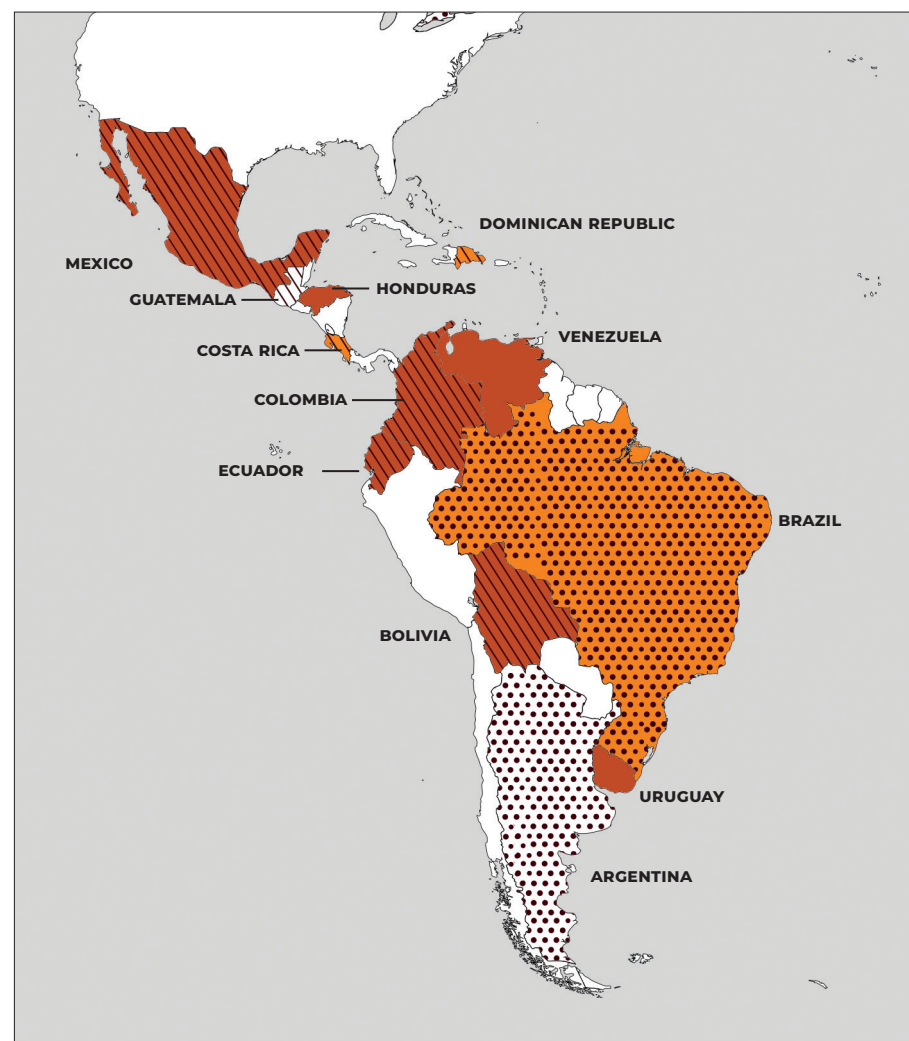 DOMINICAN REPUBLIC
MEXICO
HONDURAS
GUATEMALA
VENEZUELA
COSTA RICA
COLOMBIA
ECUADOR
BRAZIL
BOLIVIA
URUGUAY
ARGENTINA